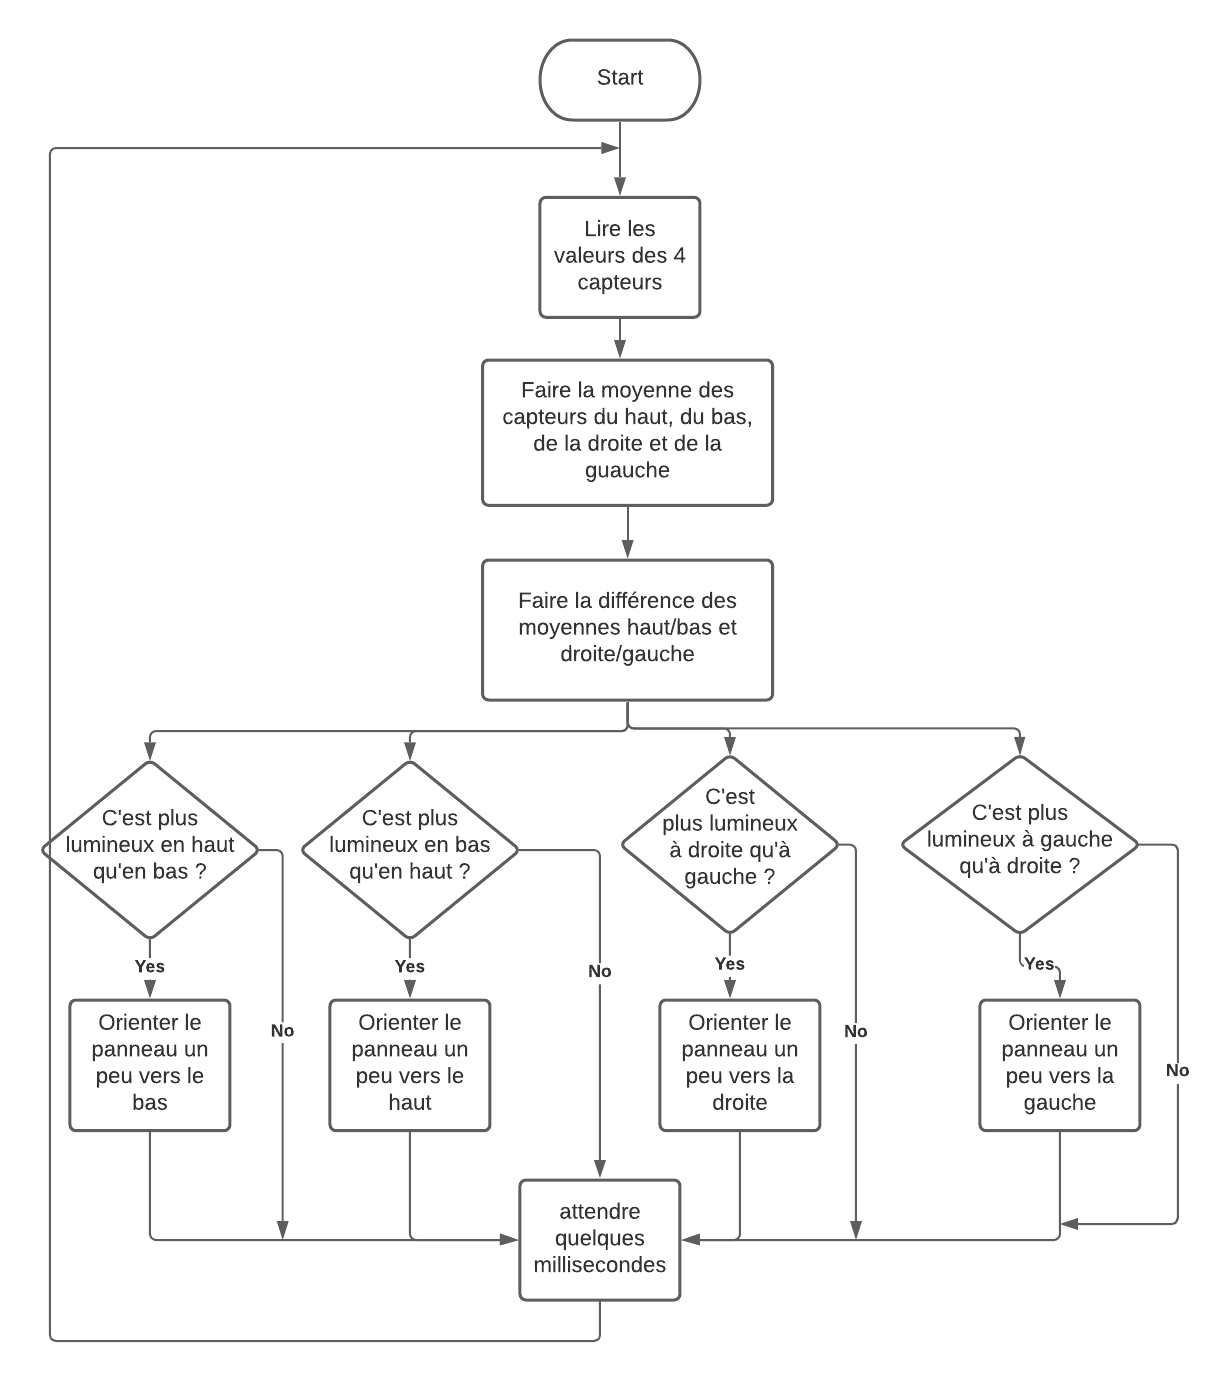 Start
Lire les
valeurs des 4
capteurs
Faire la moyenne des
capteurs du haut, du bas,
de la droite et de la
guauche
Faire la différence des
moyennes haut/bas et
droite/gauche
C'est plus
lumineux en haut
qu'en bas ?
C'est plus
lumineux en bas
qu'en haut ?
C'est
plus lumineux
à droite qu'à
gauche ?
C'est plus
lumineux à gauche
qu'à droite ?
Yes
Yes
Yes
Yes
No
No
No
No
Orienter le
panneau un
peu vers le
bas
Orienter le
panneau un
peu vers le
haut
Orienter le
panneau un
peu vers la
droite
Orienter le
panneau un
peu vers la
gauche
attendre
quelques
millisecondes